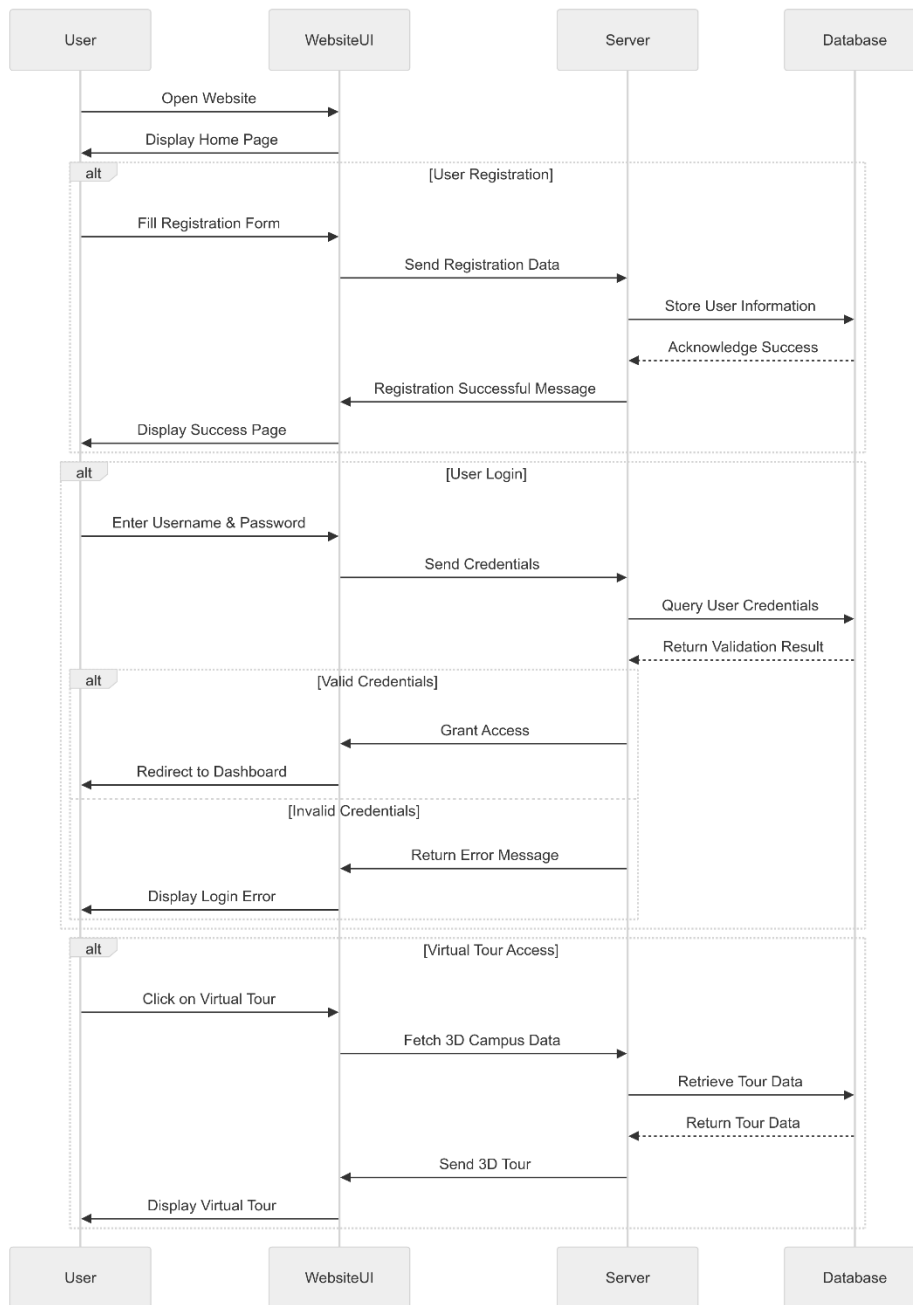 User
WebsiteUI
Server
Database
Open Website
Display Home Page
alt
[User Registration]
Fill Registration Form
Send Registration Data
Store User Information
Acknowledge Success
Registration Successful Message
Display Success Page
alt
[User Login]
Enter Username & Password
Send Credentials
Query User Credentials
Return Validation Result
alt
[Valid Credentials]
Grant Access
Redirect to Dashboard
[Invalid Credentials]
Return Error Message
Display Login Error
alt
[Virtual Tour Access]
Click on Virtual Tour
Fetch 3D Campus Data
Retrieve Tour Data
Return Tour Data
Send 3D Tour
Display Virtual Tour
User
WebsiteUI
Server
Database